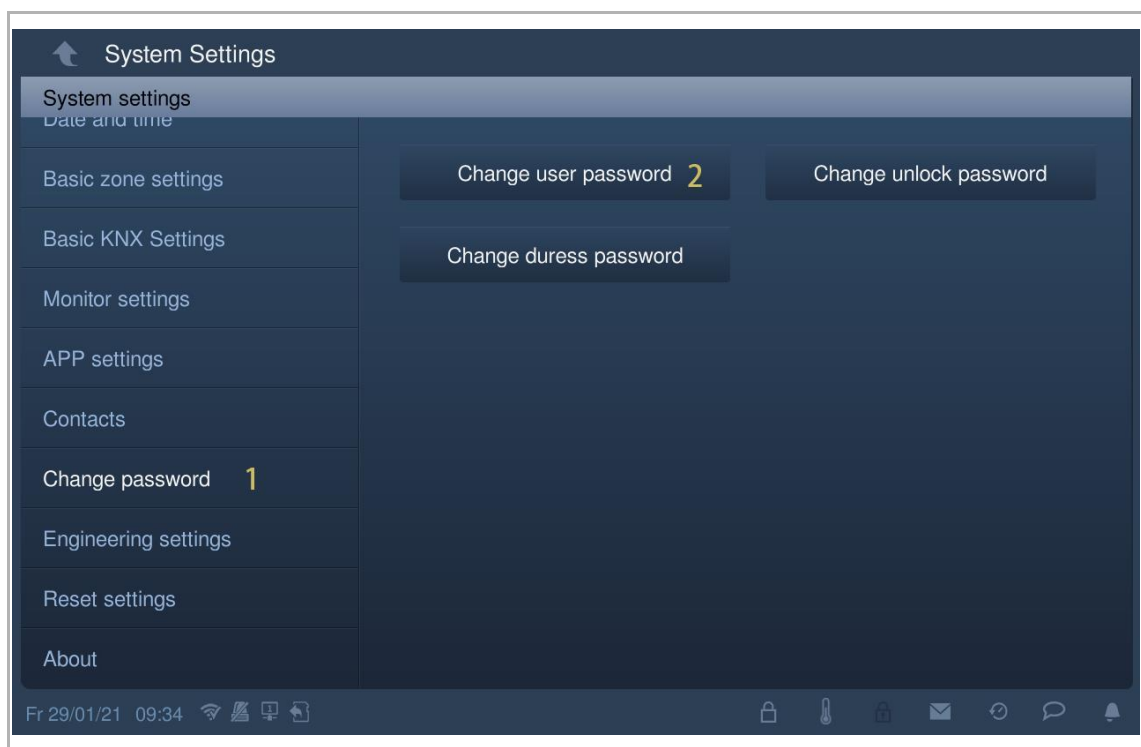 System Settings
System settings
Date and time
Basic zone settings
Basic KNX Settings
Monitor settings
APP settings
Contacts
Change password 1
Engineering settings
Reset settings
About
Change user password 2
Change unlock password
Change duress password
Fr 29/01/21 09:34